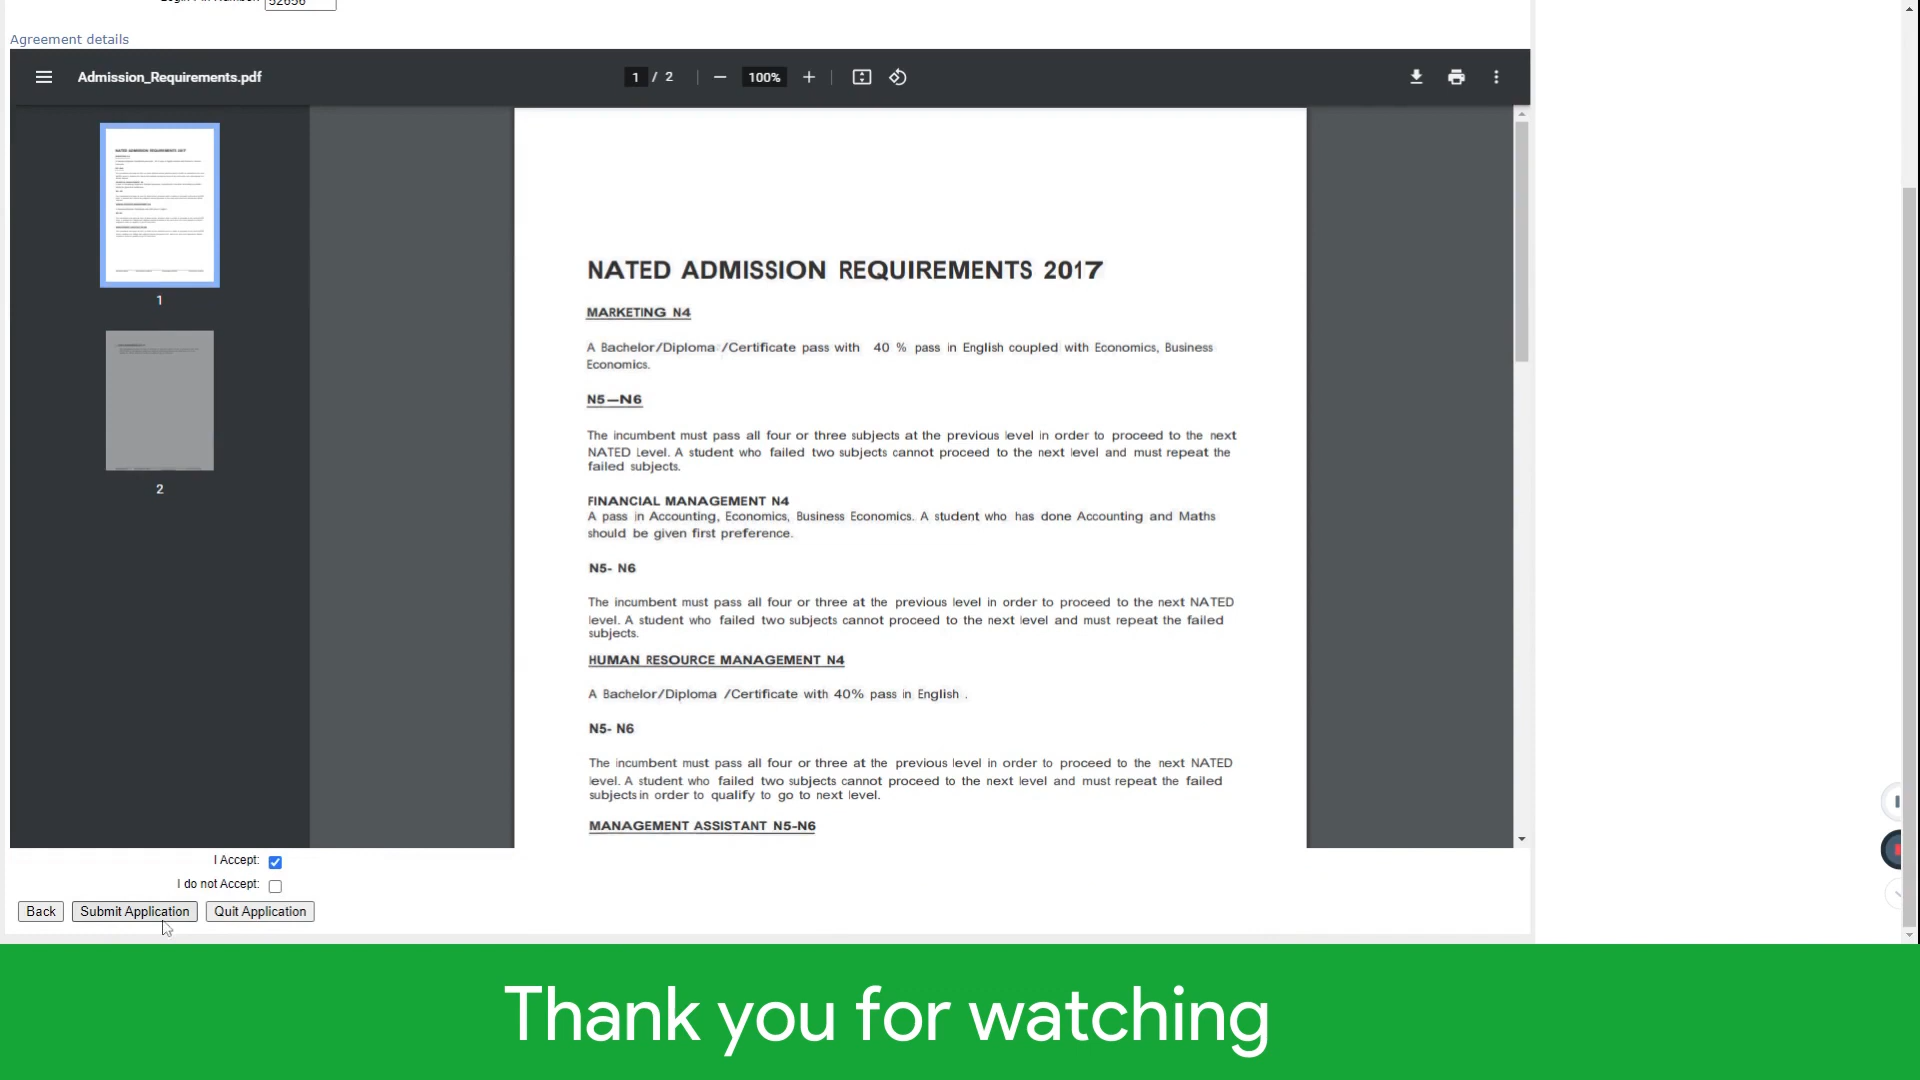 52656
Agreement details
Admission_Requirements.pdf
1 / 2
100%
1
2
NATED ADMISSION REQUIREMENTS 2017
MARKETING N4
A Bachelor/Diploma /Certificate pass with 40 % pass in English coupled with Economics, Business
Economics.
N5—N6
The incumbent must pass all four or three subjects at the previous level in order to proceed to the next
NATED Level. A student who failed two subjects cannot proceed to the next level and must repeat the
failed subjects.
FINANCIAL MANAGEMENT N4
A pass in Accounting, Economics, Business Economics. A student who has done Accounting and Maths
should be given first preference.
N5- N6
The incumbent must pass all four or three at the previous level in order to proceed to the next NATED
level. A student who failed two subjects cannot proceed to the next level and must repeat the failed
subjects.
HUMAN RESOURCE MANAGEMENT N4
A Bachelor/Diploma /Certificate with 40% pass in English .
N5- N6
The incumbent must pass all four or three at the previous level in order to proceed to the next NATED
level. A student who failed two subjects cannot proceed to the next level and must repeat the failed
subjects in order to qualify to go to next level.
MANAGEMENT ASSISTANT N5-N6
I Accept:
I do not Accept:
Back Submit Application Quit Application
Thank you for watching